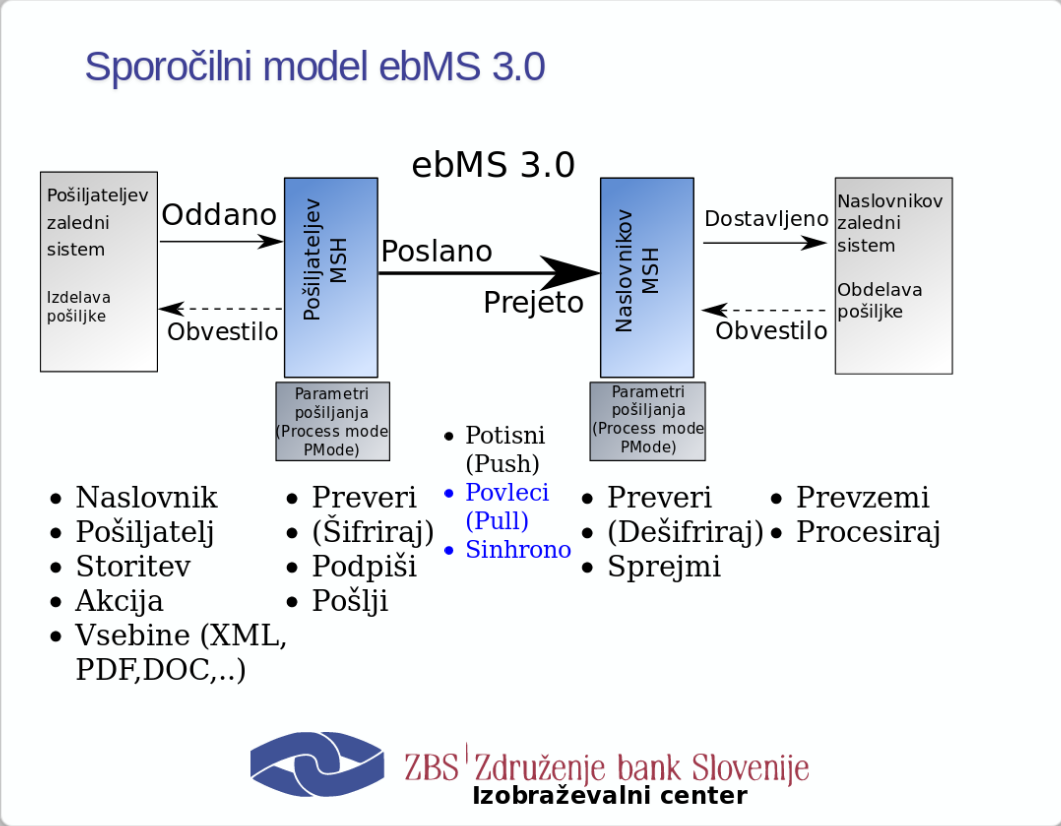 Sporočilni model ebMS 3.0
ebMS 3.0
Pošiljateljev
zaledni
sistem
Izdelava
pošiljke
Oddano
Obvestilo
Pošiljateljev
MSH
Poslano
Prejeto
Naslovnikov
MSH
Dostavljeno
Obvestilo
Naslovnikov
zaledni
sistem
Obdelava
pošiljke
Parametri
pošiljanja
(Process mode
PMode)
Parametri
pošiljanja
(Process mode
PMode)
• Naslovnik
• Pošiljatelj
• Storitev
• Akcija
• Vsebine (XML,
PDF,DOC,..)
• Preveri
• (Šifriraj)
• Podpiši
• Pošlji
• Potisni
(Push)
• Povleci
(Pull)
• Sinhrono
• Preveri
• (Dešifriraj)
• Sprejmi
• Prevzemi
• Procesiraj
ZBS Združenje bank Slovenije
Izobraževalni center